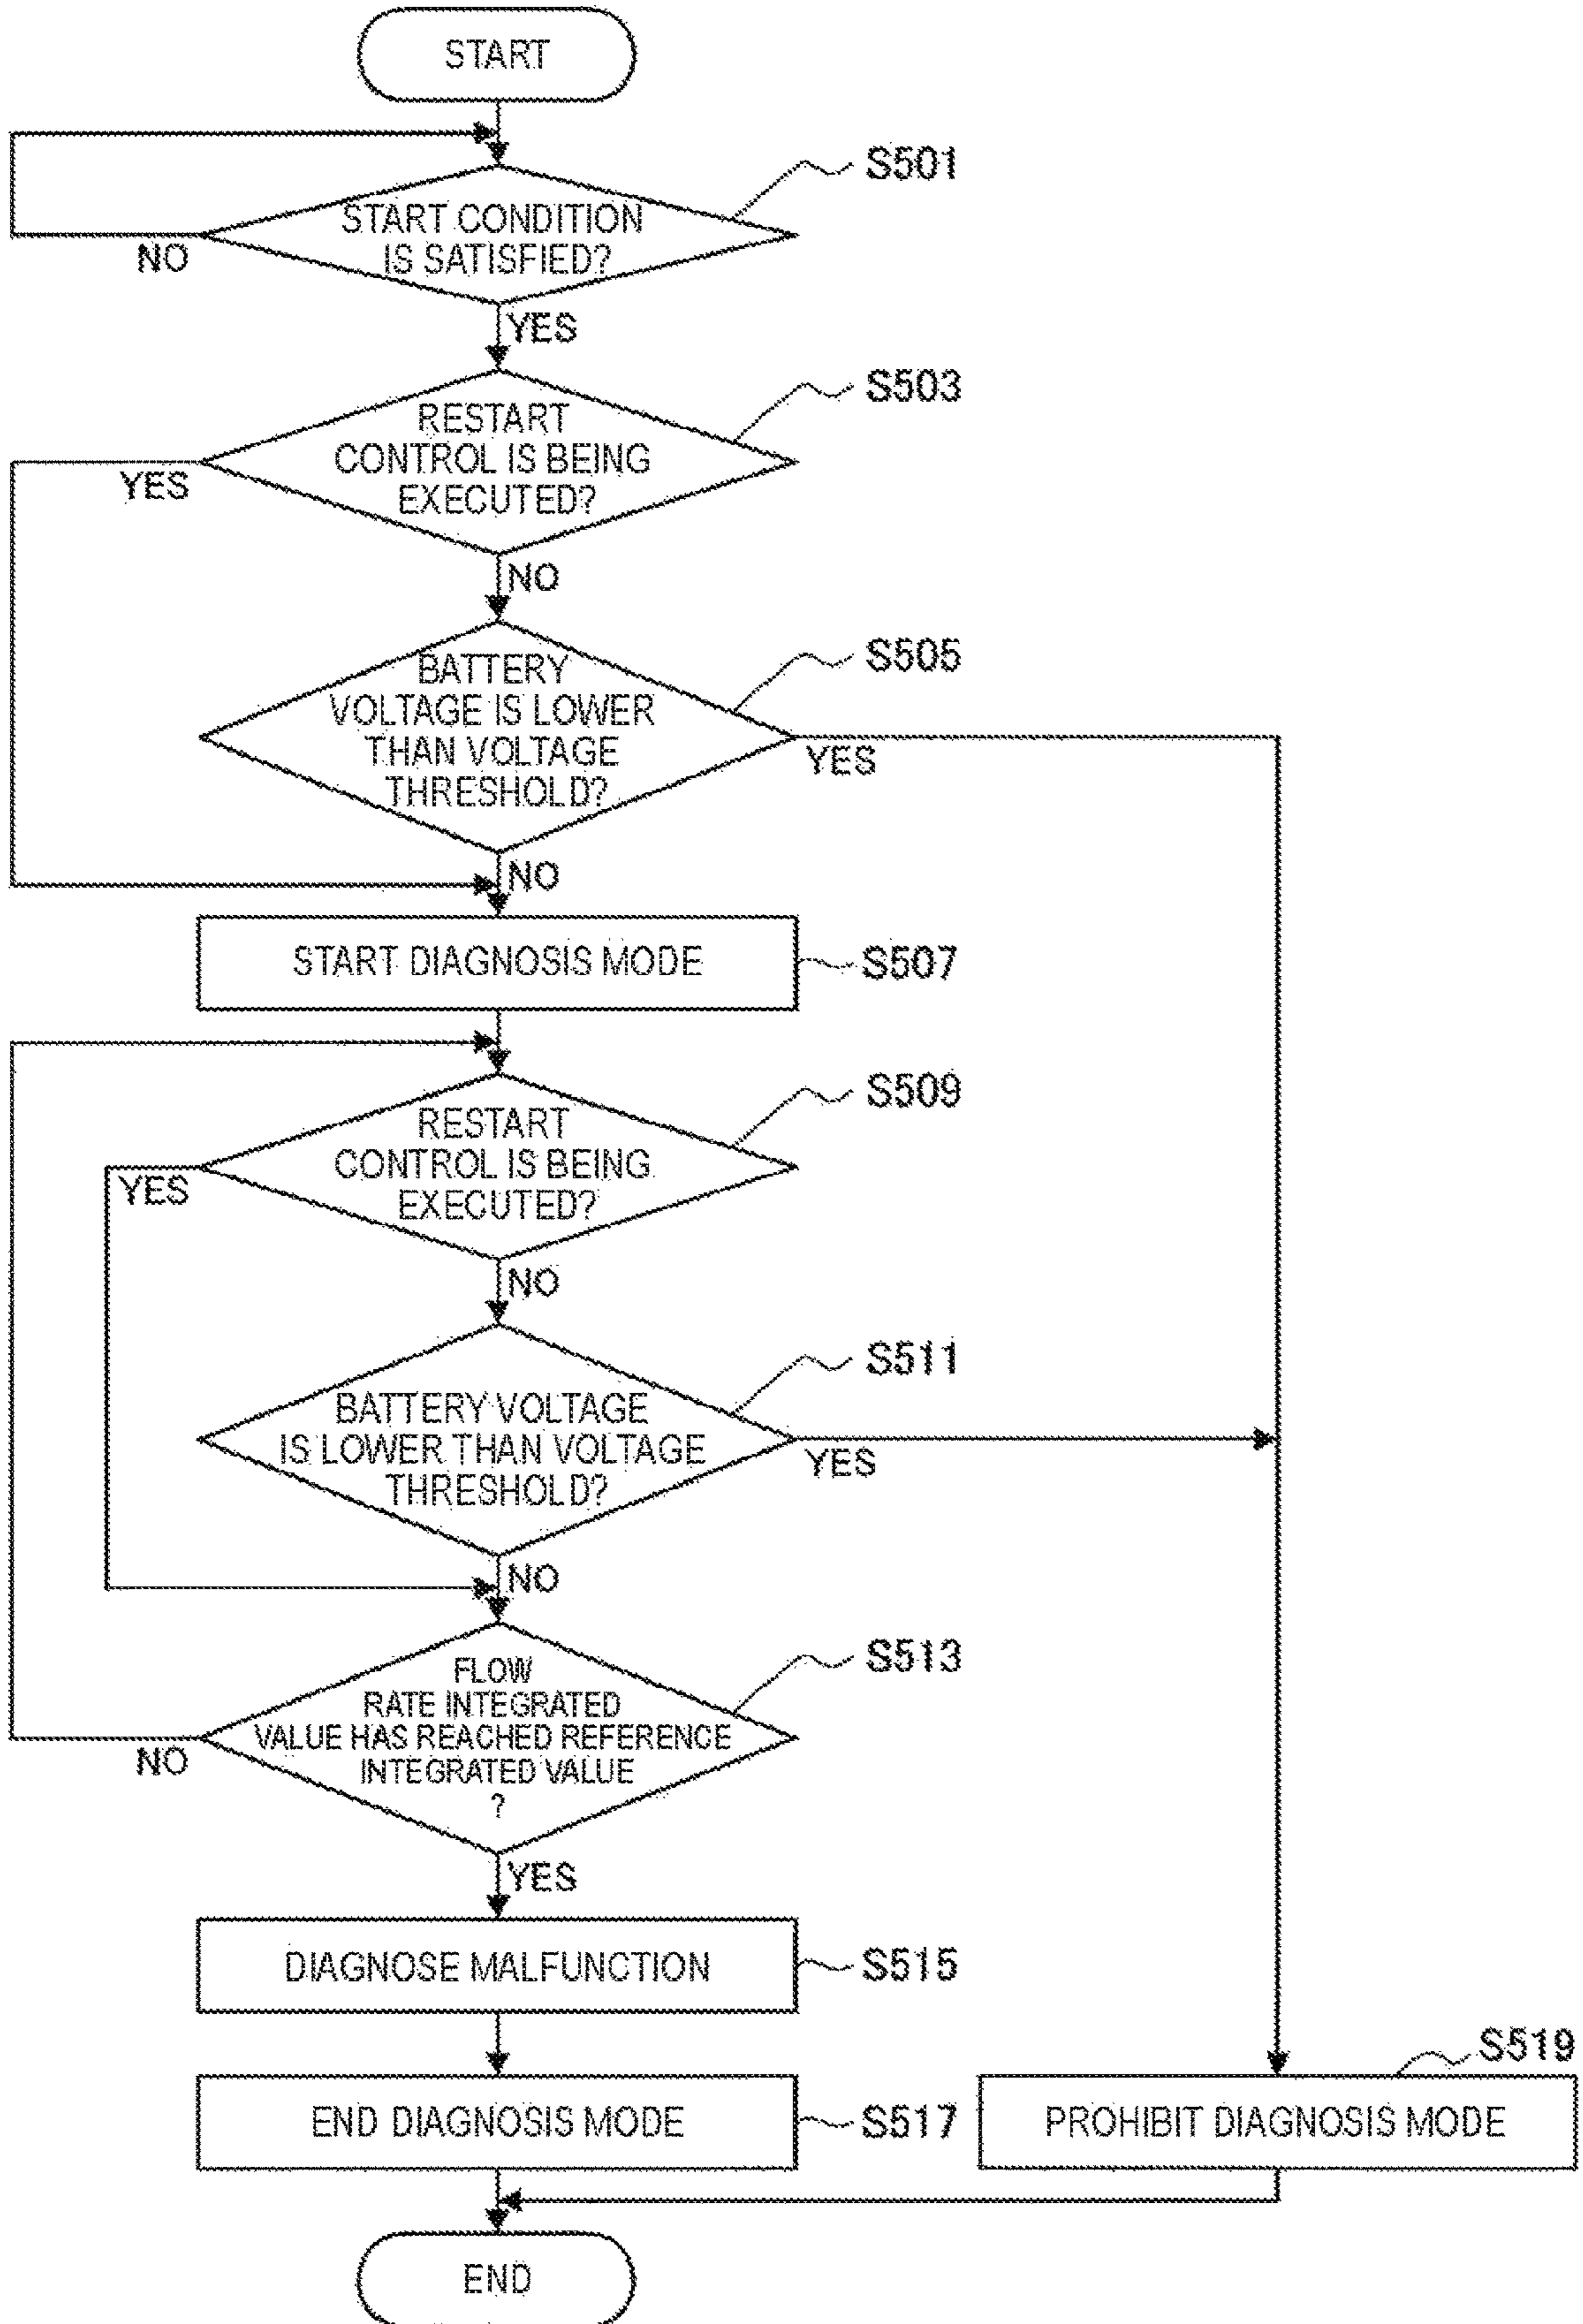 START
S501
START CONDITION
IS SATISFIED?
NO
YES
S503
RESTART
CONTROL IS BEING
EXECUTED?
YES
NO
S505
BATTERY
VOLTAGE IS LOWER
THAN VOLTAGE
THRESHOLD?
YES
NO
START DIAGNOSIS MODE
S507
S509
RESTART
CONTROL IS BEING
EXECUTED?
YES
NO
S511
BATTERY VOLTAGE
IS LOWER THAN VOLTAGE
THRESHOLD?
YES
NO
S513
FLOW
RATE INTEGRATED
VALUE HAS REACHED REFERENCE
INTEGRATED VALUE
?
NO
YES
DIAGNOSE MALFUNCTION
S515
S519
END DIAGNOSIS MODE
S517
PROHIBIT DIAGNOSIS MODE
END